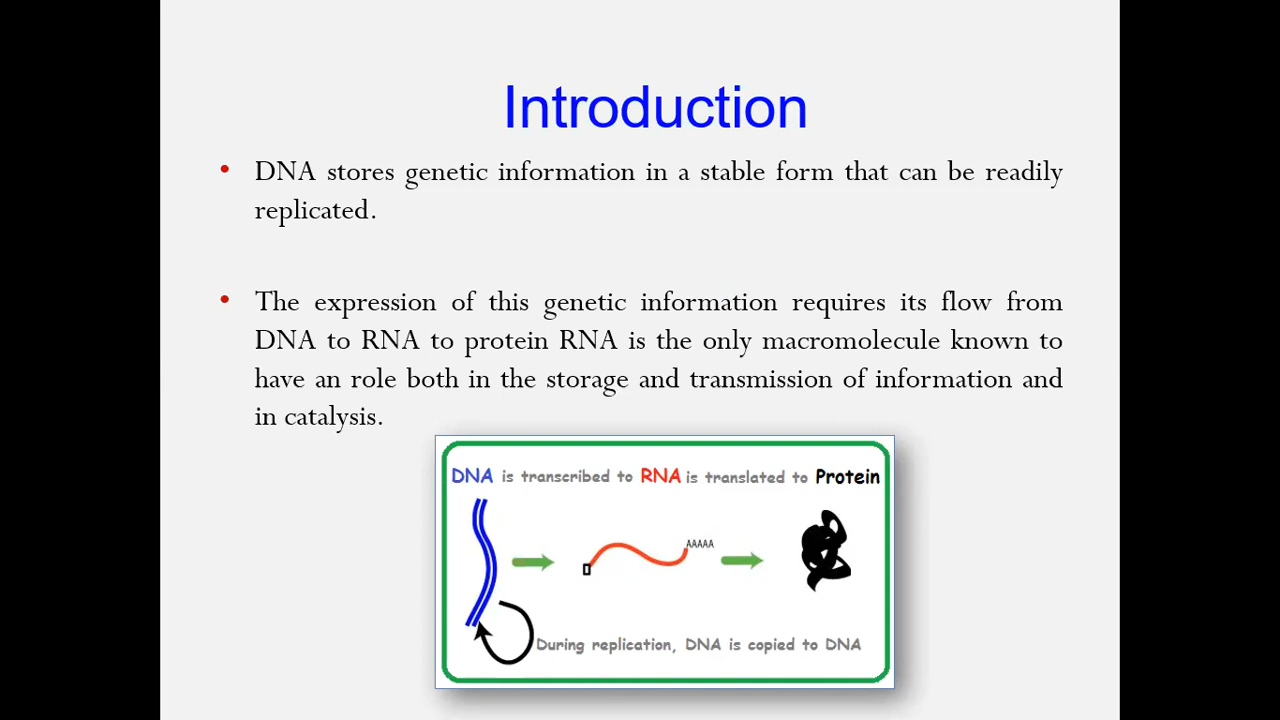 Introduction
• DNA stores genetic information in a stable form that can be readily
replicated.
• The expression of this genetic information requires its flow from
DNA to RNA to protein RNA is the only macromolecule known to
have an role both in the storage and transmission of information and
in catalysis.
DNA is transcribed to RNA is translated to Protein
AAAAA
During replication, DNA is copied to DNA